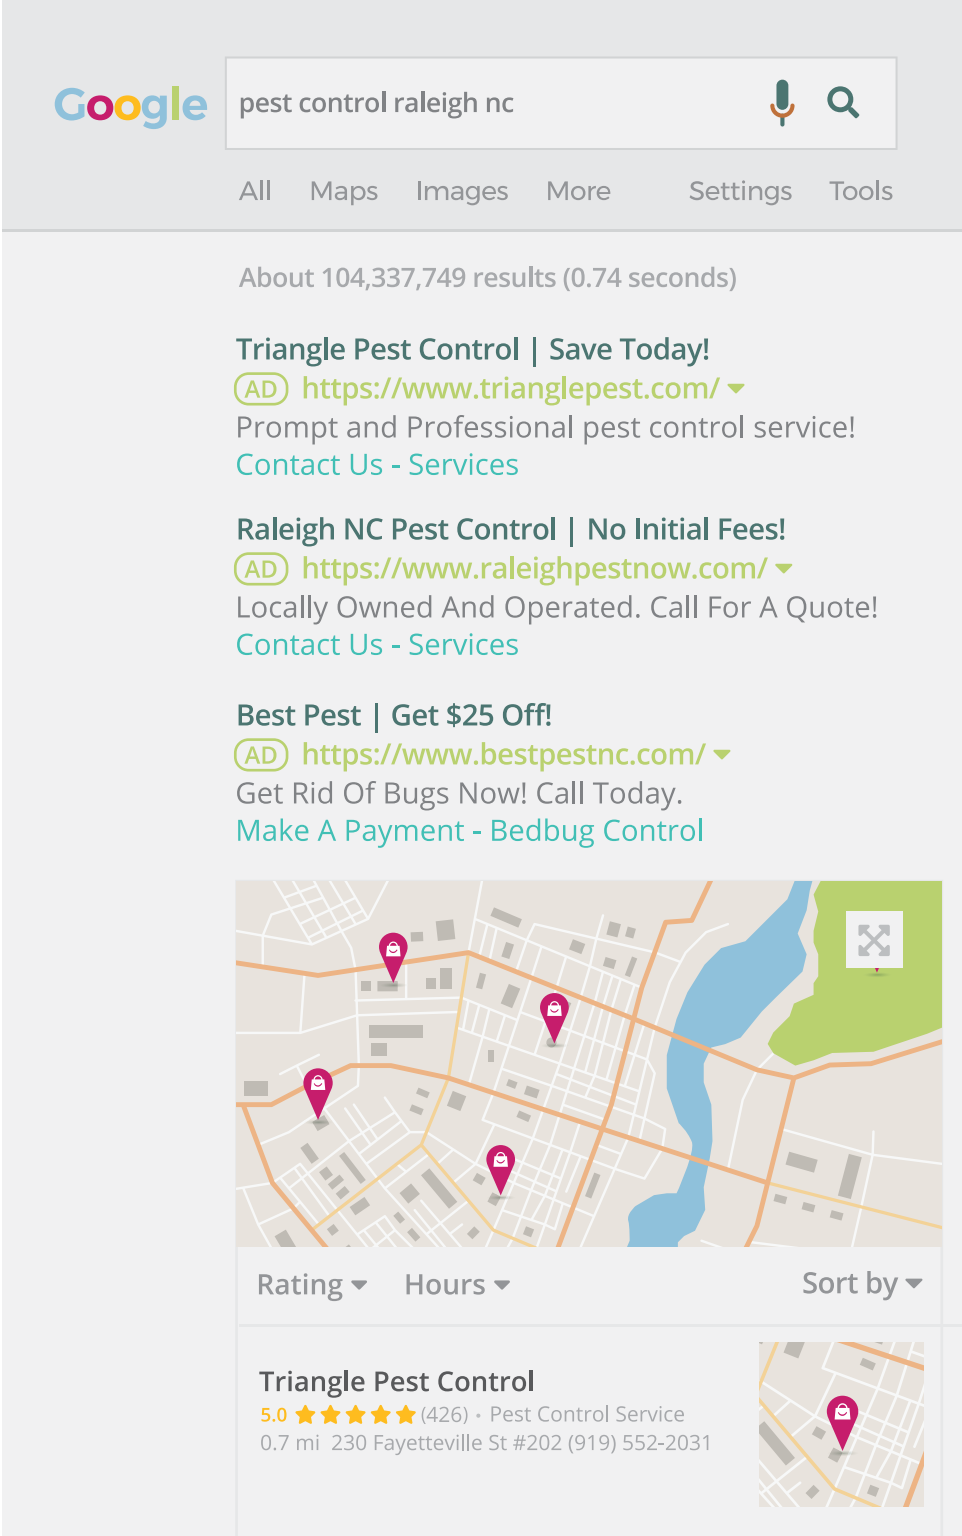 Google
pest control raleigh nc
All Maps Images More Settings Tools
About 104,337,749 results (0.74 seconds)
Triangle Pest Control | Save Today!
AD https://www.trianglepest.com/
Prompt and Professional pest control service!
Contact Us - Services
Raleigh NC Pest Control | No Initial Fees!
AD https://www.raleighpestnow.com/
Locally Owned And Operated. Call For A Quote!
Contact Us - Services
Best Pest | Get $25 Off!
AD https://www.bestpestnc.com/
Get Rid Of Bugs Now! Call Today.
Make A Payment - Bedbug Control
Rating Hours Sort by
Triangle Pest Control
5.0 (426) · Pest Control Service
0.7 mi 230 Fayetteville St #202 (919) 552-2031